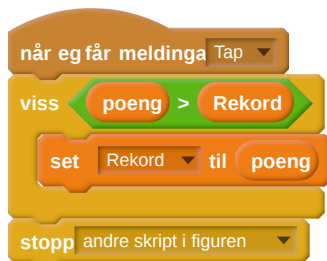 når eg får meldinga Tap
viss poeng > Rekord
set Rekord til poeng
stopp andre skript i figuren